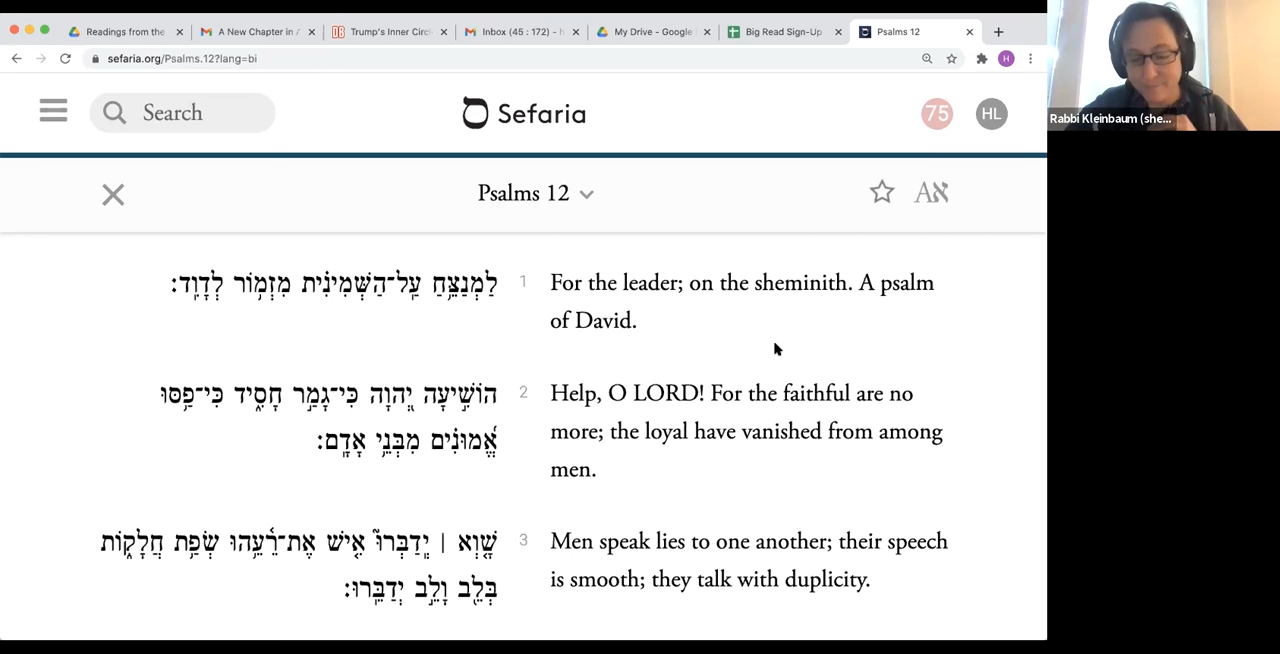 Readings from the
A New Chapter in
Trump's Inner Circ
Inbox (45 : 172) – h
My Drive - Google
Big Read Sign-Up
Psalms 12
sefaria.org/Psalms.12?lang=bi
H
Search
Sefaria
75
HL
Rabbi Kleinbaum (she...
Psalms 12
Aא
לַמְנַצֵּ֥חַ עַֽל־הַשְּׁמִינִ֗ית מִזְמ֥וֹר לְדָוִֽד׃
1
For the leader; on the sheminith. A psalm
of David.
הוֹשִׁ֣יעָה יְ֭הוָה כִּי־גָמַ֣ר חָסִ֑יד כִּי־פַ֥סּוּ
אֱ֝מוּנִ֗ים מִבְּנֵ֥י אָדָֽם׃
2
Help, O LORD! For the faithful are no
more; the loyal have vanished from among
men.
שָׁ֤וְא ׀ יְֽדַבְּרוּ֮ אִ֤ישׁ אֶת־רֵ֫עֵ֥הוּ שְׂפַ֥ת חֲלָק֑וֹת
בְּלֵ֖ב וָלֵ֣ב יְדַבֵּֽרוּ׃
3
Men speak lies to one another; their speech
is smooth; they talk with duplicity.